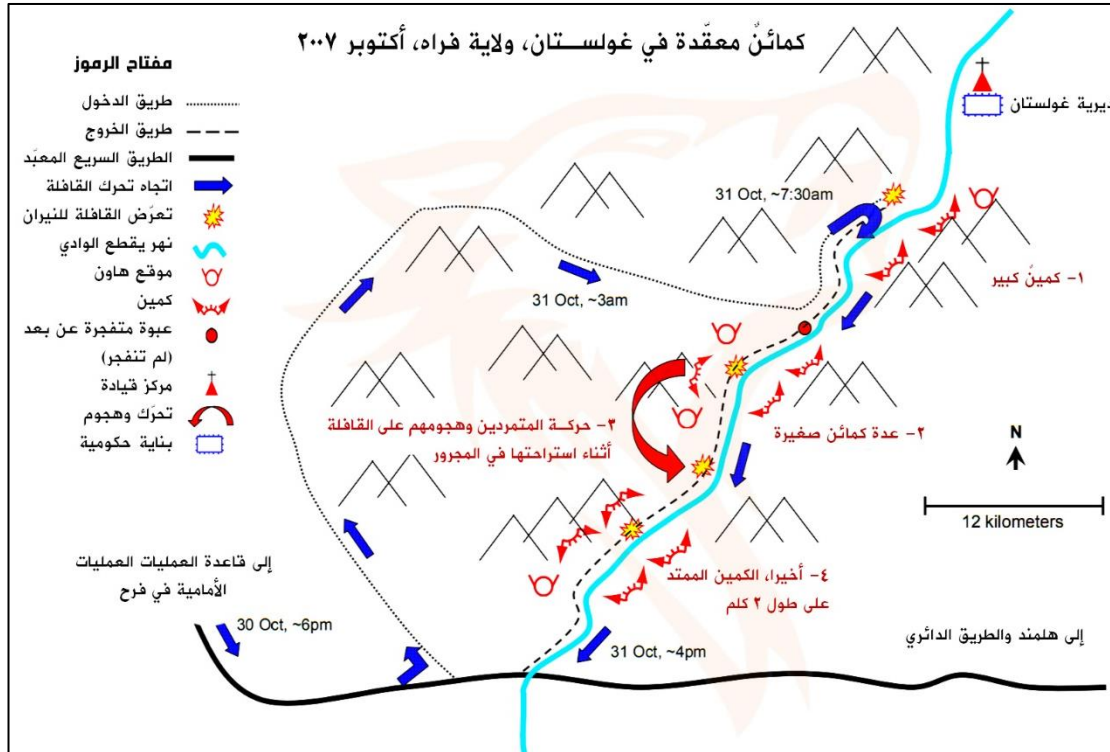 كمائنٌ معقّدة في غولســتان، ولاية فراه، أكتوبر ٢٠٠٧
مفتاح الرموز
طريق الدخول
طريق الخروج
الطريق السريع المعبّد
اتجاه تحرك القافلة
تعرّض القافلة للنيران
نهر يقطع الوادي
موقع هاون
كمين
عبوة متفجرة عن بعد
(لم تنفجر)
مركز قيادة
تحرّك وهجوم
بناية حكومية
ديرية غولستان
31 Oct, ~7:30am
١- كمينٌ كبير
31 Oct, ~3am
٢- عدة كمائن صغيرة
٣- حركة المتمردين وهجومهم على القافلة
أثناء استراحتها في المجرور
N
12 kilometers
٤- أخيرا، الكمين الممتد
على طول ٢ كلم
إلى قاعدة العمليات العمليات
الأمامية في فرح
30 Oct, ~6pm
31 Oct, ~4pm
إلى هلمند والطريق الدائري